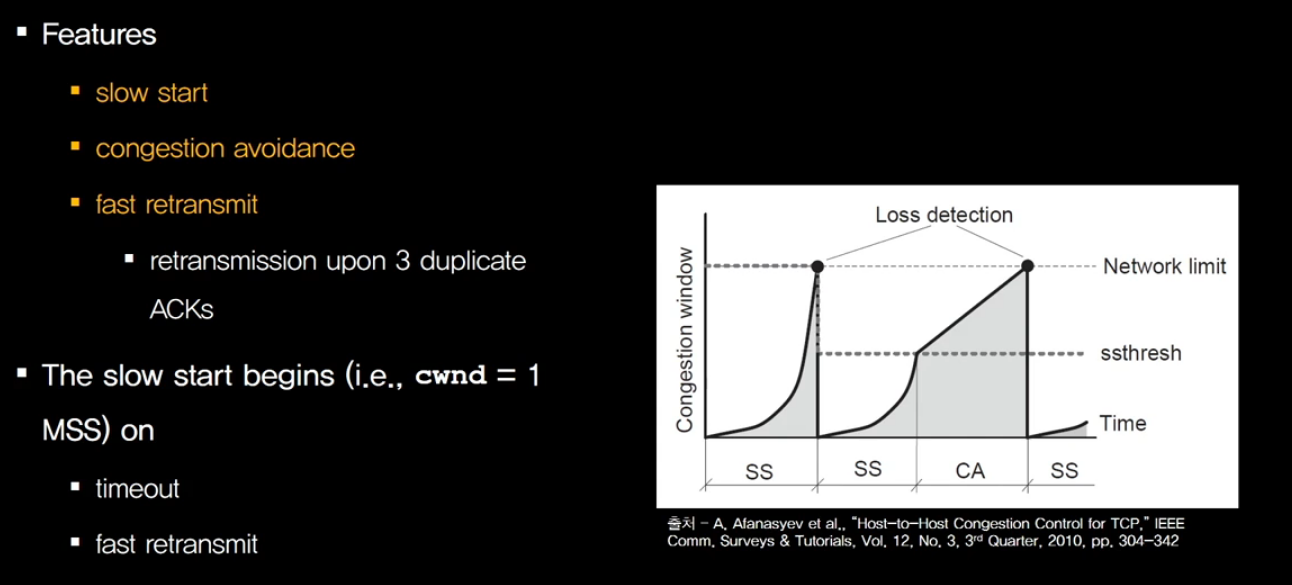 ▪ Features
▪ slow start
▪ congestion avoidance
▪ fast retransmit
▪ retransmission upon 3 duplicate
ACKs
▪ The slow start begins (i.e., cwnd = 1
MSS) on
▪ timeout
▪ fast retransmit
Loss detection
Congestion window
Network limit
ssthresh
Time
SS
SS
CA
SS
출처 – A. Afanasyev et al., "Host-to-Host Congestion Control for TCP," IEEE
Comm. Surveys & Tutorials, Vol. 12, No. 3, 3rd Quarter, 2010, pp. 304–342